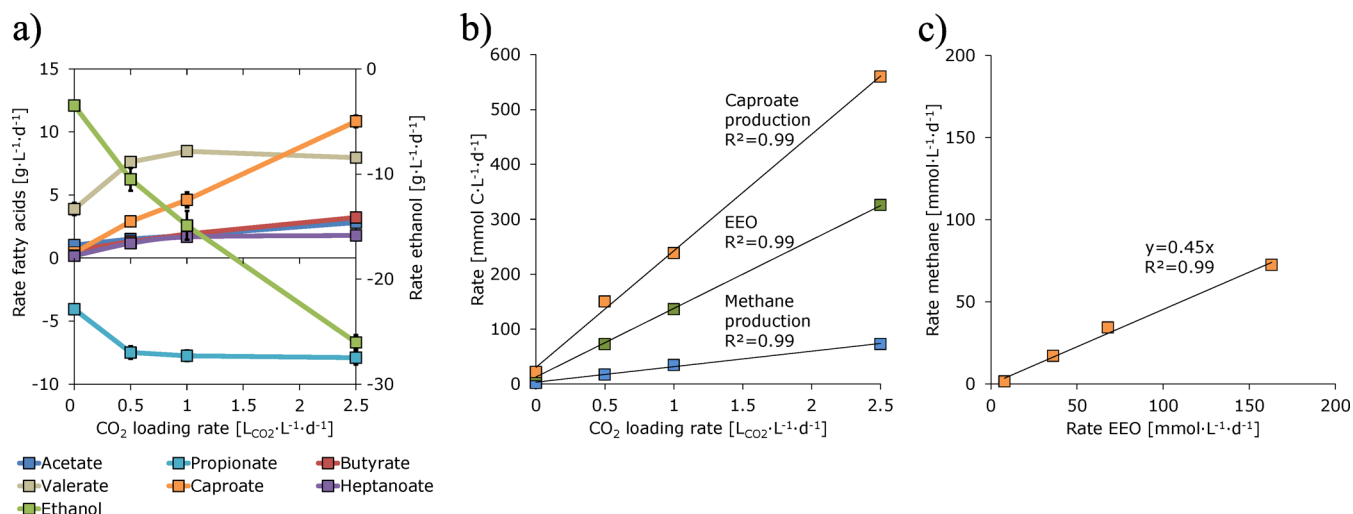 a)
15
10
5
0
-5
-10
Rate fatty acids [g·L⁻¹·d⁻¹]
0
-10
-20
-30
Rate ethanol [g·L⁻¹·d⁻¹]
0 0.5 1 1.5 2 2.5
CO₂ loading rate [L_CO₂·L⁻¹·d⁻¹]
Acetate Propionate Butyrate
Valerate Caproate Heptanoate
Ethanol
b)
600
500
400
300
200
100
0
Rate [mmol C·L⁻¹·d⁻¹]
Caproate
production
R²=0.99
EEO
R²=0.99
Methane
production
R²=0.99
0 0.5 1 1.5 2 2.5
CO₂ loading rate [L_CO₂·L⁻¹·d⁻¹]
c)
200
150
100
50
0
Rate methane [mmol·L⁻¹·d⁻¹]
y=0.45x
R²=0.99
0 50 100 150 200
Rate EEO [mmol·L⁻¹·d⁻¹]